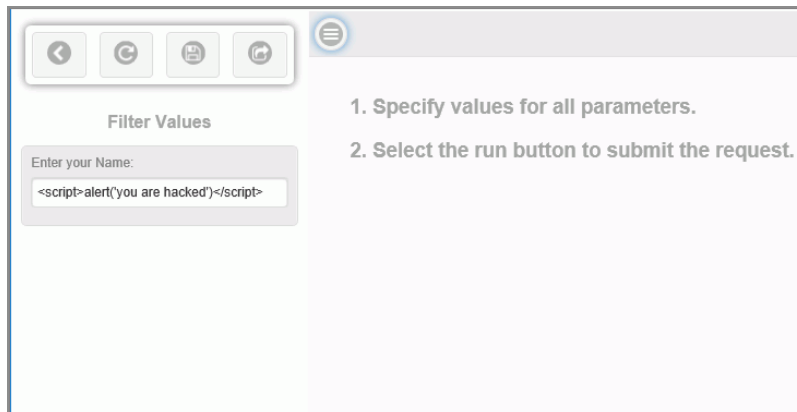 Filter Values
Enter your Name:
<script>alert('you are hacked')</script>
1. Specify values for all parameters.
2. Select the run button to submit the request.